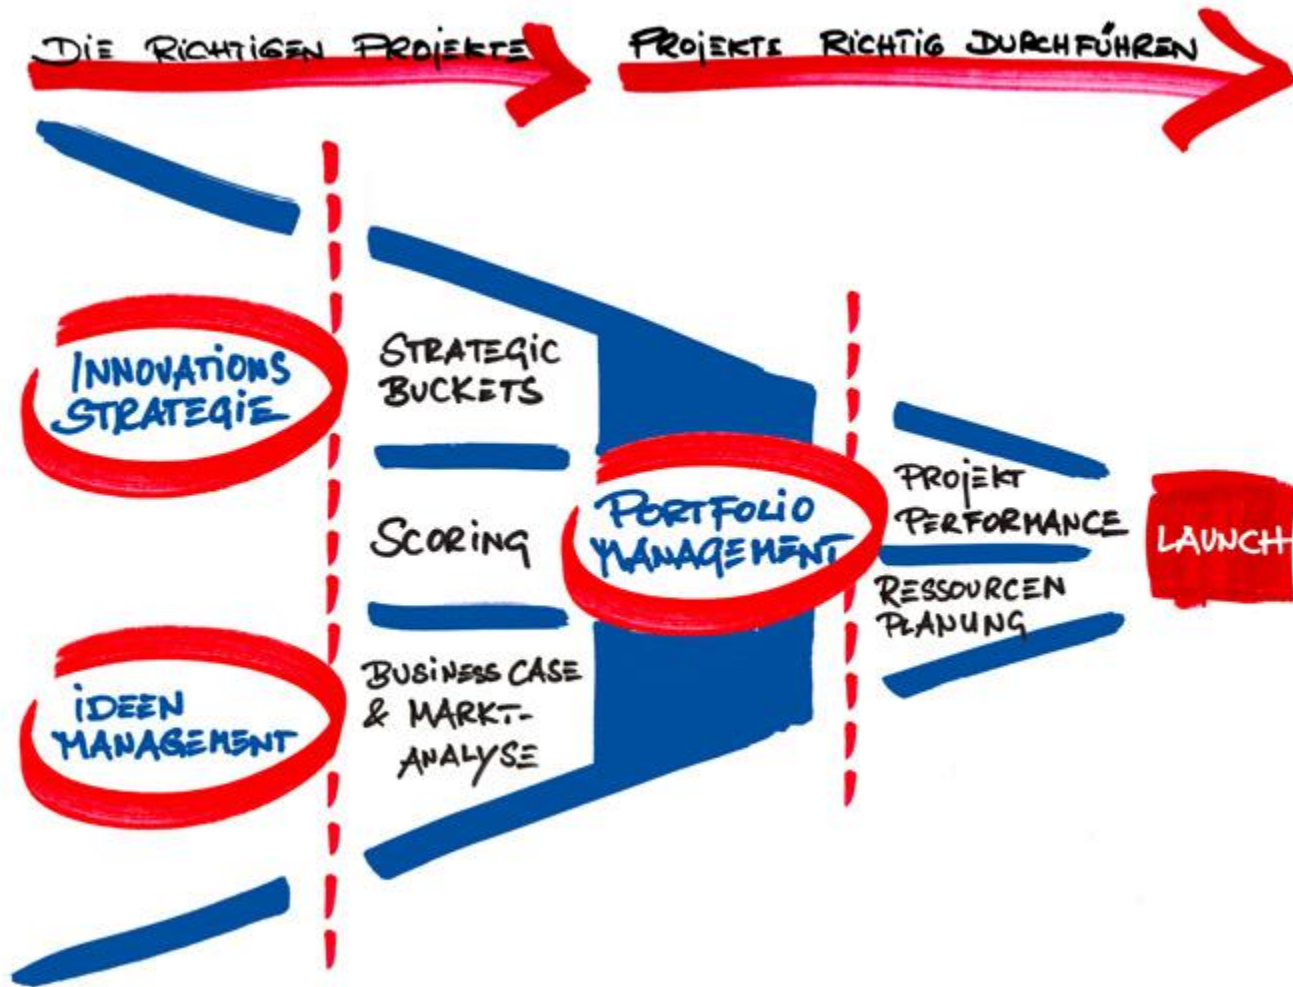 Die Richtigen Projekte
Projekte Richtig Durchführen
Innovations
Strategie
Strategic
Buckets
Scoring
Portfolio
Management
Projekt
Performance
Launch
Ressourcen
Planung
Ideen
Management
Business Case
& Markt-
Analyse